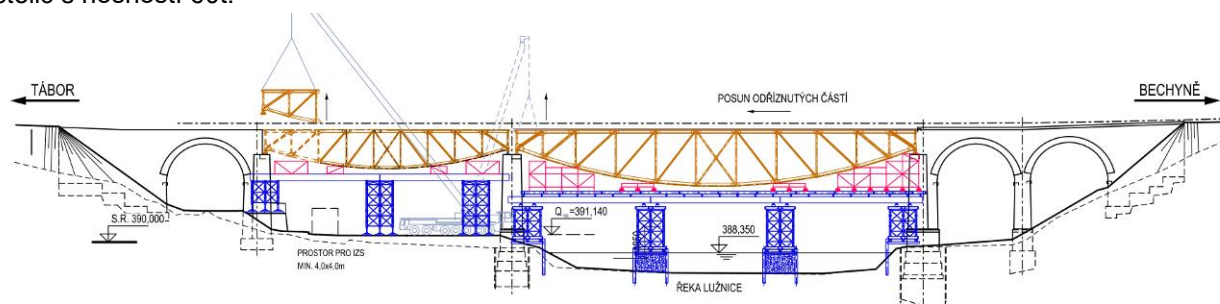 TÁBOR
POSUN ODŘÍZNUTÝCH ČÁSTÍ
BECHYNĚ
S.R. 390,000
=391,140
388,350
PROSTOR PRO IZS
MIN. 4,0x4,0m
ŘEKA LUŽNICE